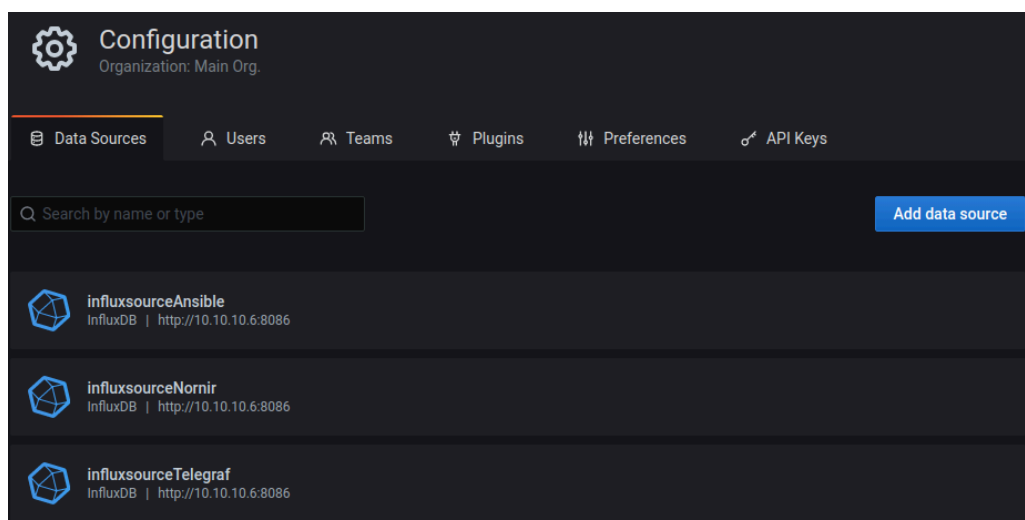 Configuration
Organization: Main Org.
Data Sources Users Teams Plugins Preferences API Keys
Search by name or type
Add data source
influxsourceAnsible
InfluxDB | http://10.10.10.6:8086
influxsourceNornir
InfluxDB | http://10.10.10.6:8086
influxsourceTelegraf
InfluxDB | http://10.10.10.6:8086